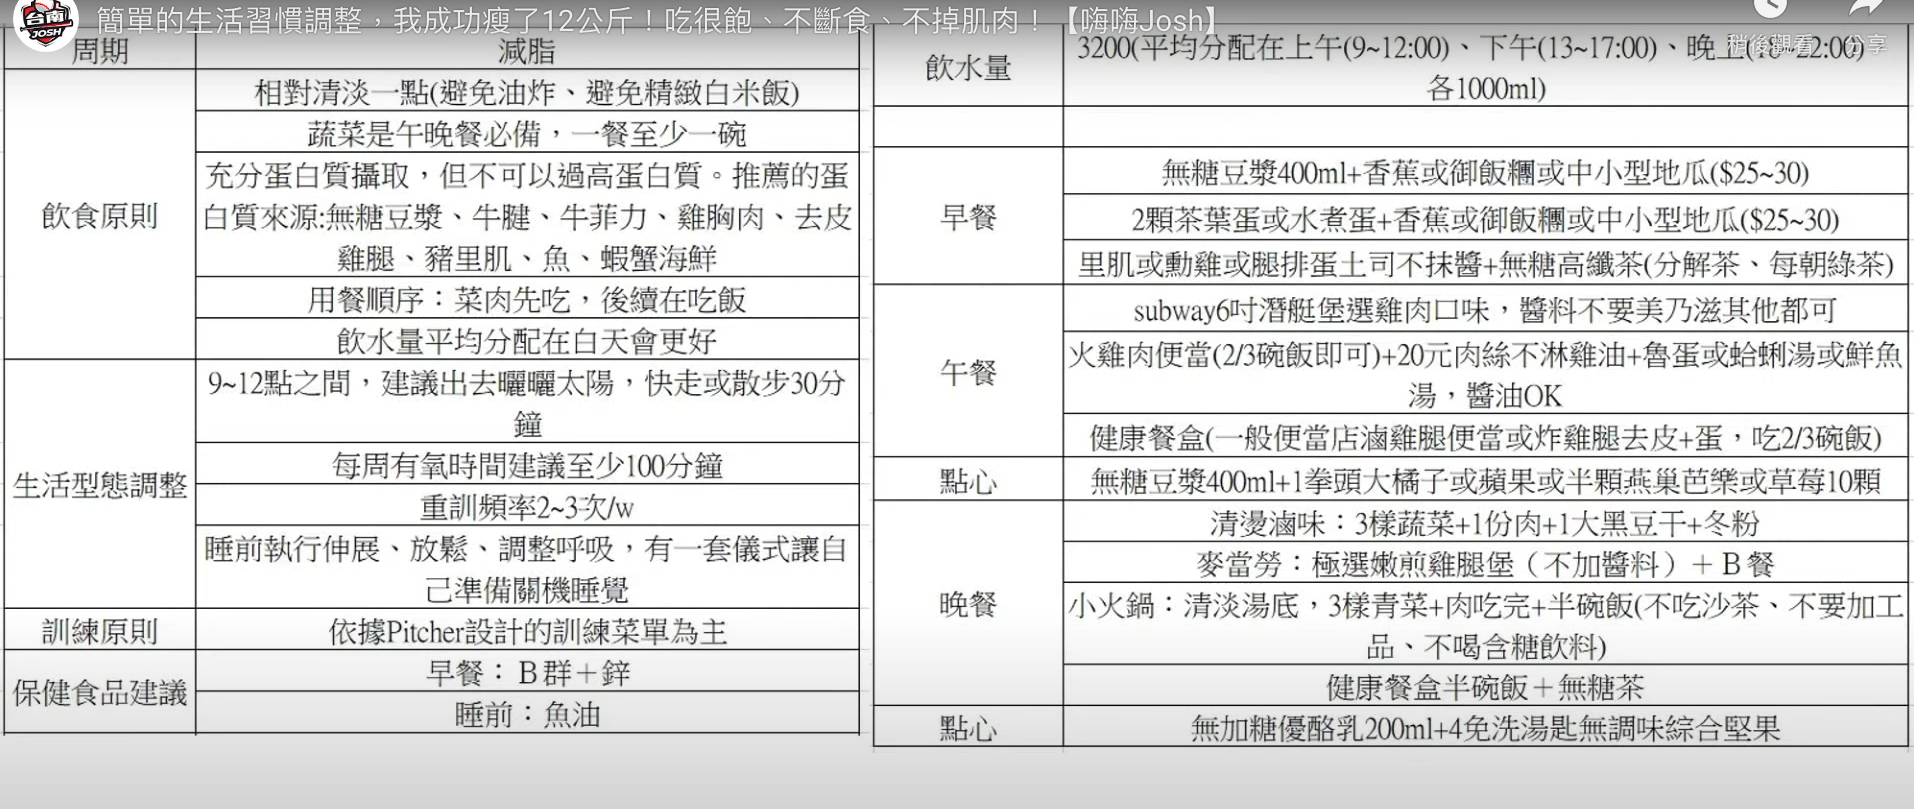 台南
JOSH
簡單的生活習慣調整，我成功瘦了12公斤！吃很飽、不斷食、不掉肌肉！【嗨嗨Josh】
稍後觀看
分享
周期
減脂
飲食原則
相對清淡一點(避免油炸、避免精緻白米飯)
蔬菜是午晚餐必備，一餐至少一碗
充分蛋白質攝取，但不可以過高蛋白質。推薦的蛋
白質來源:無糖豆漿、牛腱、牛菲力、雞胸肉、去皮
雞腿、豬里肌、魚、蝦蟹海鮮
用餐順序：菜肉先吃，後續在吃飯
飲水量平均分配在白天會更好
生活型態調整
9~12點之間，建議出去曬曬太陽，快走或散步30分
鐘
每周有氧時間建議至少100分鐘
重訓頻率2~3次/w
睡前執行伸展、放鬆、調整呼吸，有一套儀式讓自
己準備關機睡覺
訓練原則
依據Pitcher設計的訓練菜單為主
保健食品建議
早餐：Ｂ群＋鋅
睡前：魚油
飲水量
3200(平均分配在上午(9~12:00)、下午(13~17:00)、晚上(18~22:00)
各1000ml)
早餐
無糖豆漿400ml+香蕉或御飯糰或中小型地瓜($25~30)
2顆茶葉蛋或水煮蛋+香蕉或御飯糰或中小型地瓜($25~30)
里肌或勳雞或腿排蛋土司不抹醬+無糖高纖茶(分解茶、每朝綠茶)
午餐
subway6吋潛艇堡選雞肉口味，醬料不要美乃滋其他都可
火雞肉便當(2/3碗飯即可)+20元肉絲不淋雞油+魯蛋或蛤蜊湯或鮮魚
湯，醬油OK
健康餐盒(一般便當店滷雞腿便當或炸雞腿去皮+蛋，吃2/3碗飯)
點心
無糖豆漿400ml+1拳頭大橘子或蘋果或半顆燕巢芭樂或草莓10顆
晚餐
清燙滷味：3樣蔬菜+1份肉+1大黑豆干+冬粉
麥當勞：極選嫩煎雞腿堡（不加醬料）＋Ｂ餐
小火鍋：清淡湯底，3樣青菜+肉吃完+半碗飯(不吃沙茶、不要加工
品、不喝含糖飲料)
健康餐盒半碗飯＋無糖茶
點心
無加糖優酪乳200ml+4免洗湯匙無調味綜合堅果